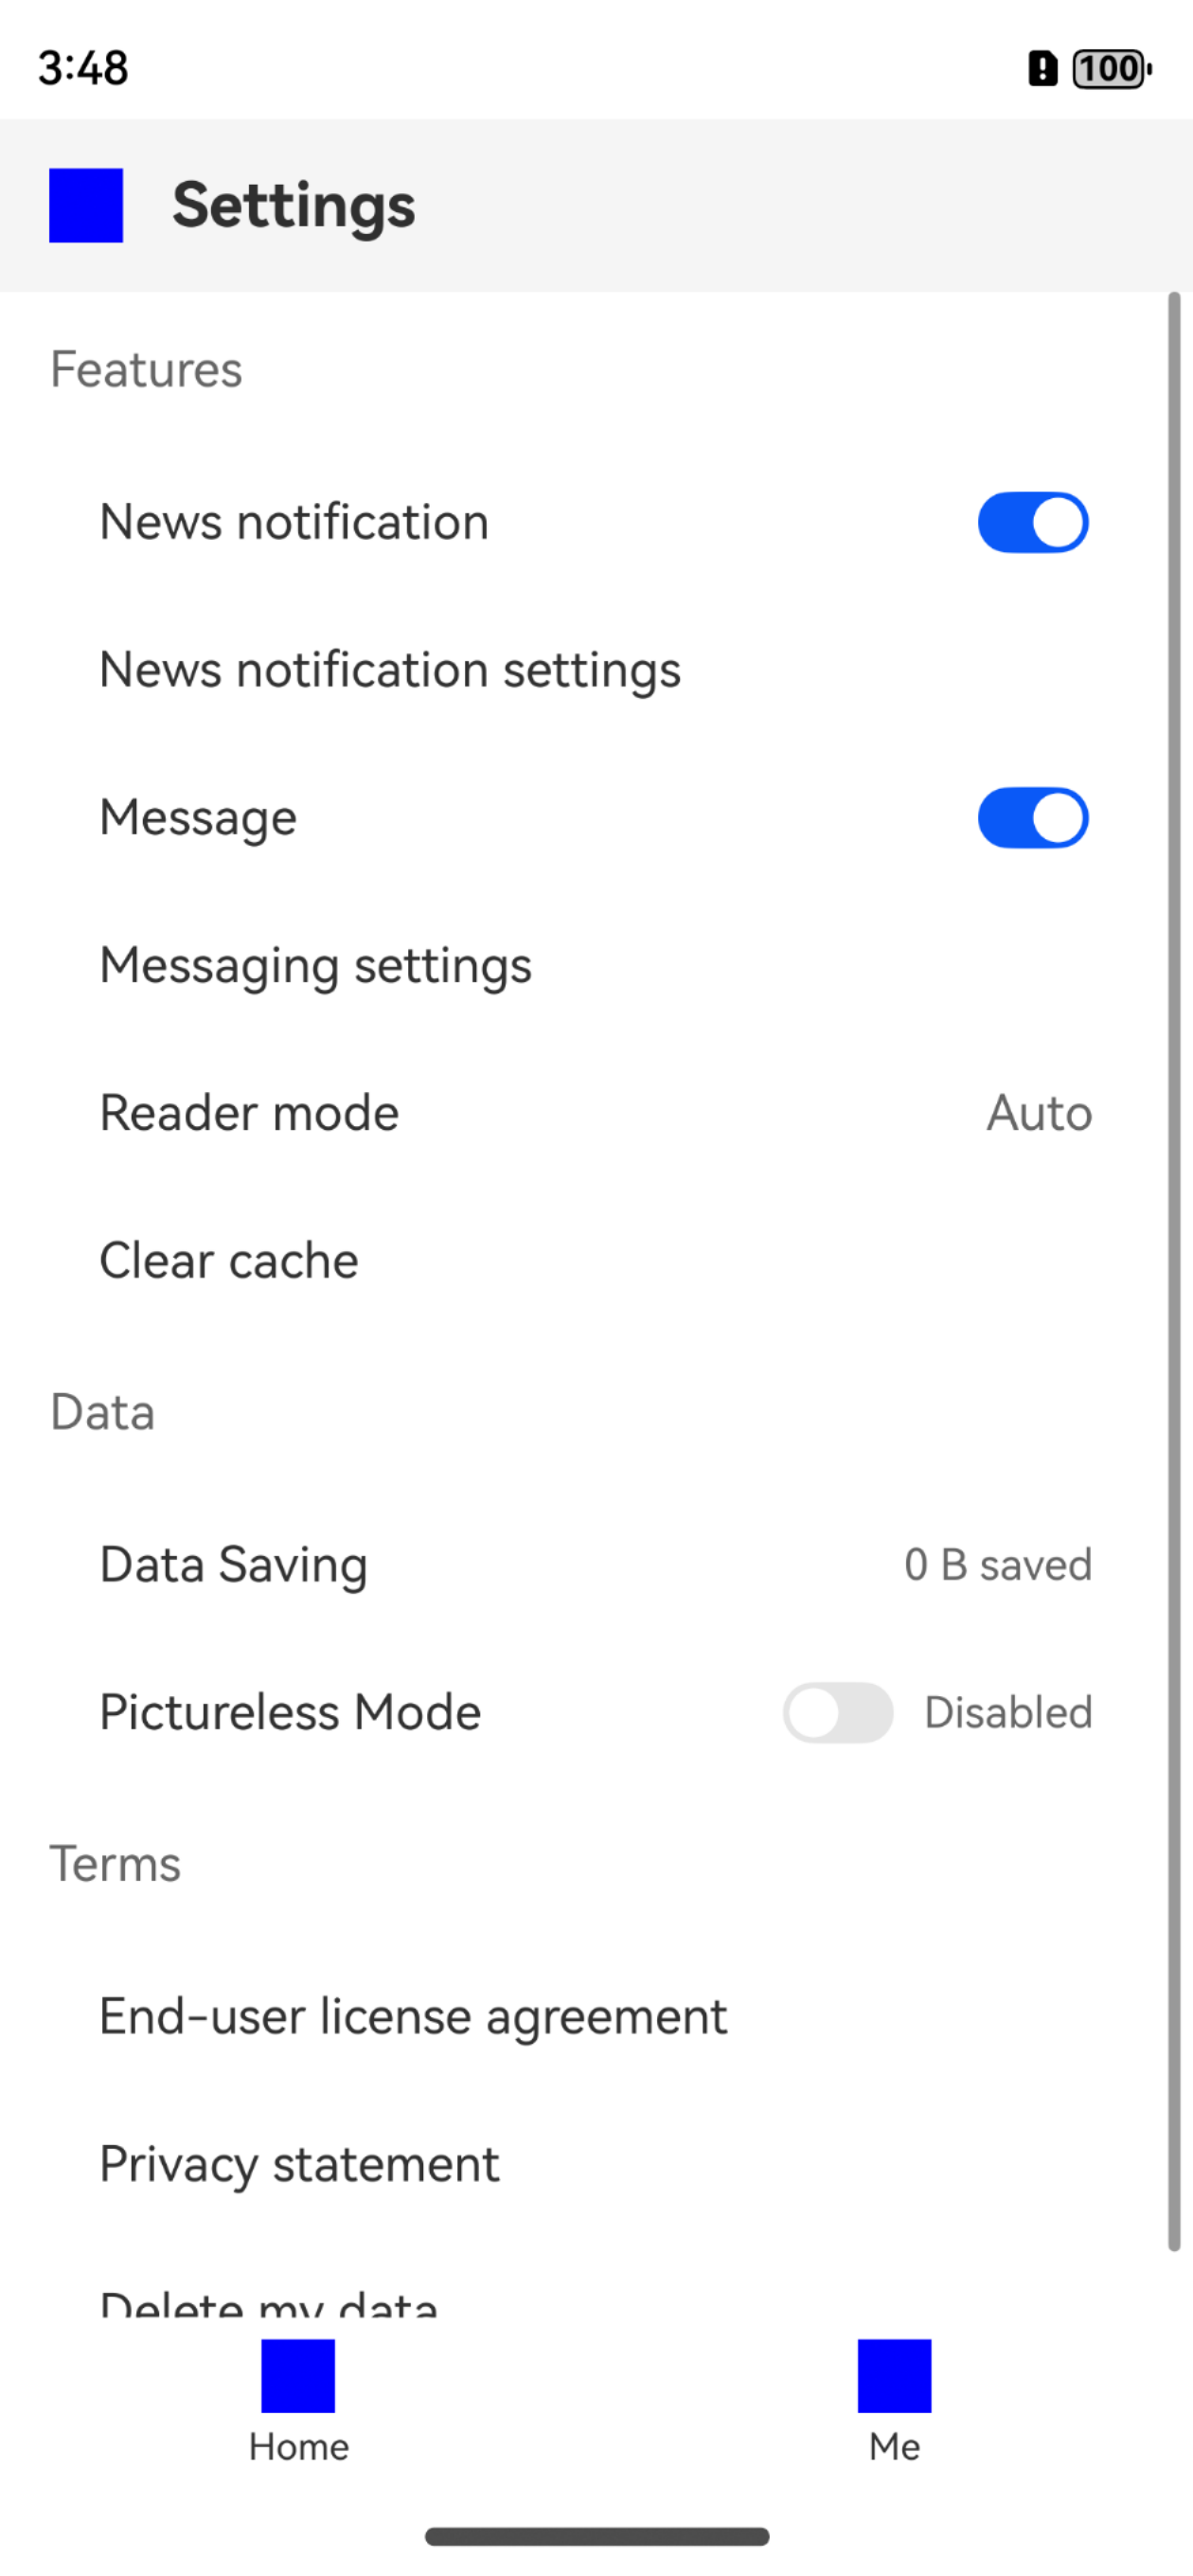 3:48
100
Settings
Features
News notification
News notification settings
Message
Messaging settings
Reader mode
Auto
Clear cache
Data
Data Saving
0 B saved
Pictureless Mode
Disabled
Terms
End-user license agreement
Privacy statement
Delete my data
Home
Me